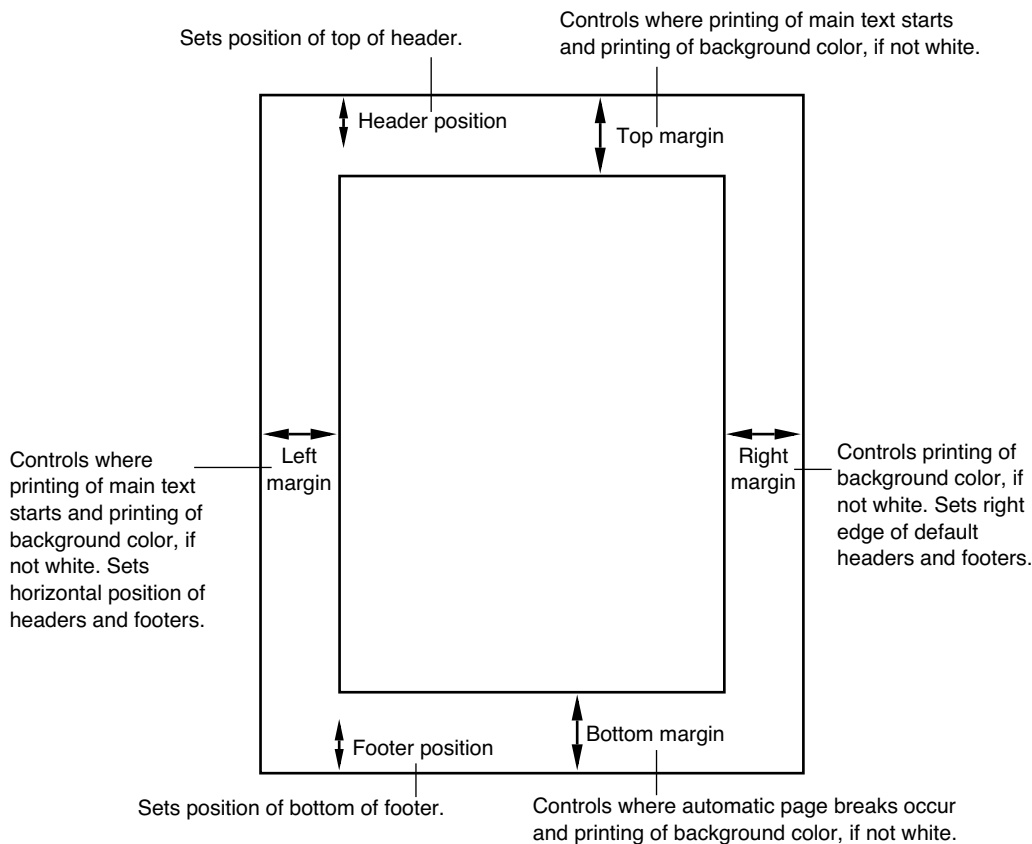 Sets position of top of header.
Controls where printing of main text starts
and printing of background color, if not white.
Header position
Top margin
Left
margin
Right
margin
Controls where
printing of main text
starts and printing of
background color, if
not white. Sets
horizontal position of
headers and footers.
Controls printing of
background color, if
not white. Sets right
edge of default
headers and footers.
Footer position
Bottom margin
Sets position of bottom of footer.
Controls where automatic page breaks occur
and printing of background color, if not white.